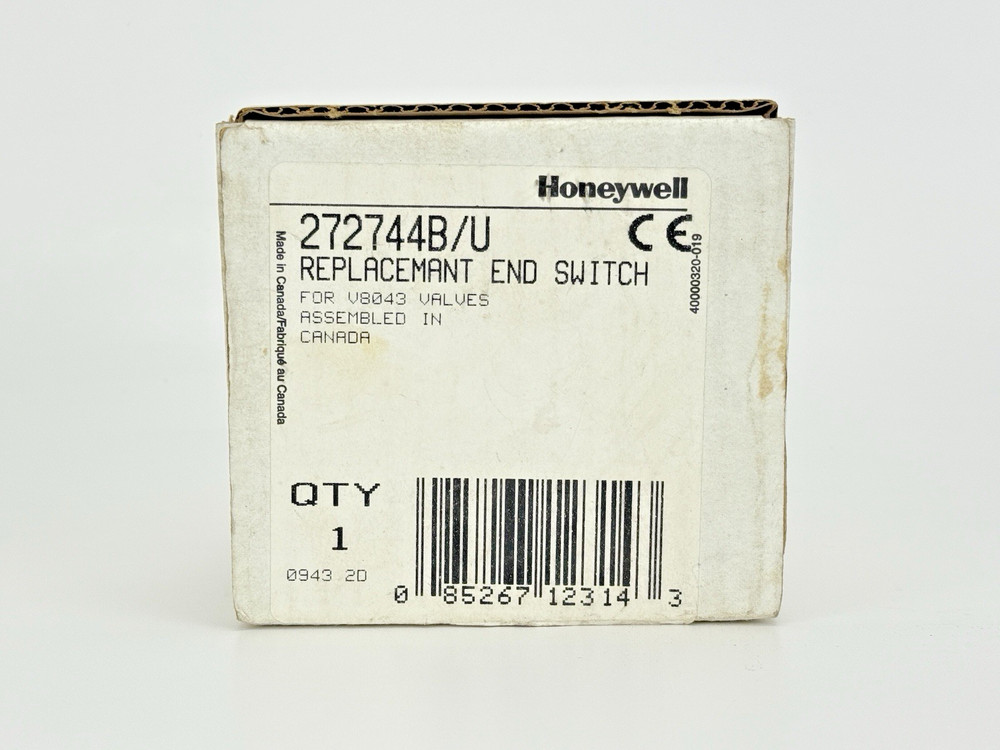 Honeywell
272744B/U
CE
REPLACEMANT END SWITCH
FOR V8043 VALVES
ASSEMBLED IN
CANADA
Made in Canada/Fabriqué au Canada
40000320-019
QTY
1
0943 2D
0 85267 12314 3